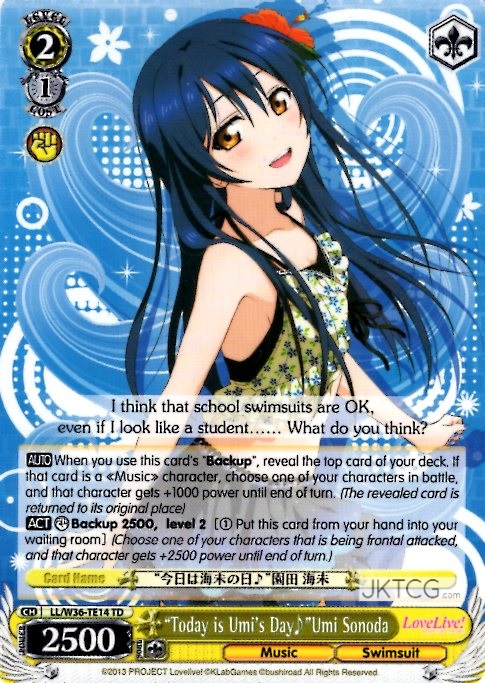 LEVEL
2
1
COST
I think that school swimsuits are OK,
even if I look like a student…… What do you think?
AUTO When you use this card's "Backup", reveal the top card of your deck. If
that card is a «Music» character, choose one of your characters in battle,
and that character gets +1000 power until end of turn. (The revealed card is
returned to its original place)
ACT Backup 2500, level 2 [① Put this card from your hand into your
waiting room] (Choose one of your characters that is being frontal attacked,
and that character gets +2500 power until end of turn.)
Card Name "今日は海未の日♪"園田 海未
JKTCG.com
CH LL/W36-TE14 TD
"Today is Umi's Day♪"Umi Sonoda LoveLive!
POWER 2500 SOUL
Music Swimsuit
©2013 PROJECT Lovelive! ©KLabGames ©bushiroad All Rights Reserved.